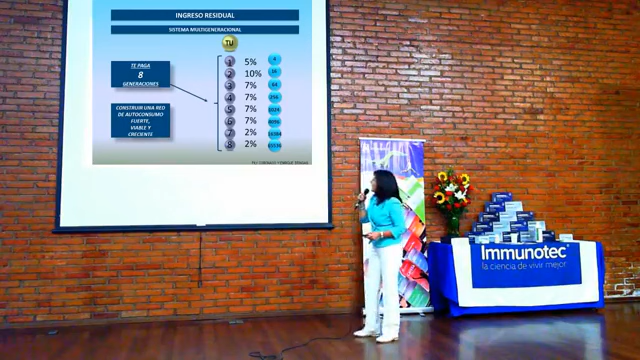 INGRESO RESIDUAL
SISTEMA MULTIGENERACIONAL
TU
TE PAGA
8
GENERACIONES
CONSTRUIR UNA RED
DE AUTOCONSUMO
FUERTE,
VIABLE Y
CRECIENTE
1 5% 4
2 10% 16
3 7% 64
4 7% 256
5 7% 1024
6 7% 4096
7 2% 16384
8 2% 65536
Immunotec
la ciencia de vivir mejor